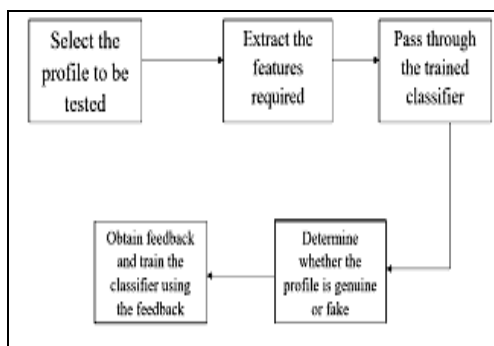 Select the
profile to be
tested
Extract the
features
required
Pass through
the trained
classifier
Determine
whether the
profile is genuine
or fake
Obtain feedback
and train the
classifier using
the feedback